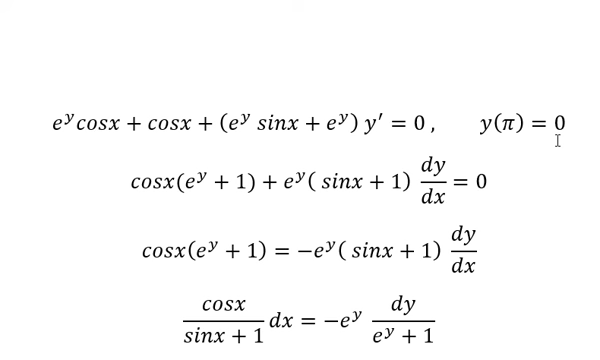 e^y cosx + cosx + (e^y sinx + e^y) y′ = 0 , y(π) = 0
cosx(e^y + 1) + e^y( sinx + 1) dy/dx = 0
cosx(e^y + 1) = −e^y( sinx + 1) dy/dx
cosx/(sinx + 1) dx = −e^y dy/(e^y + 1)